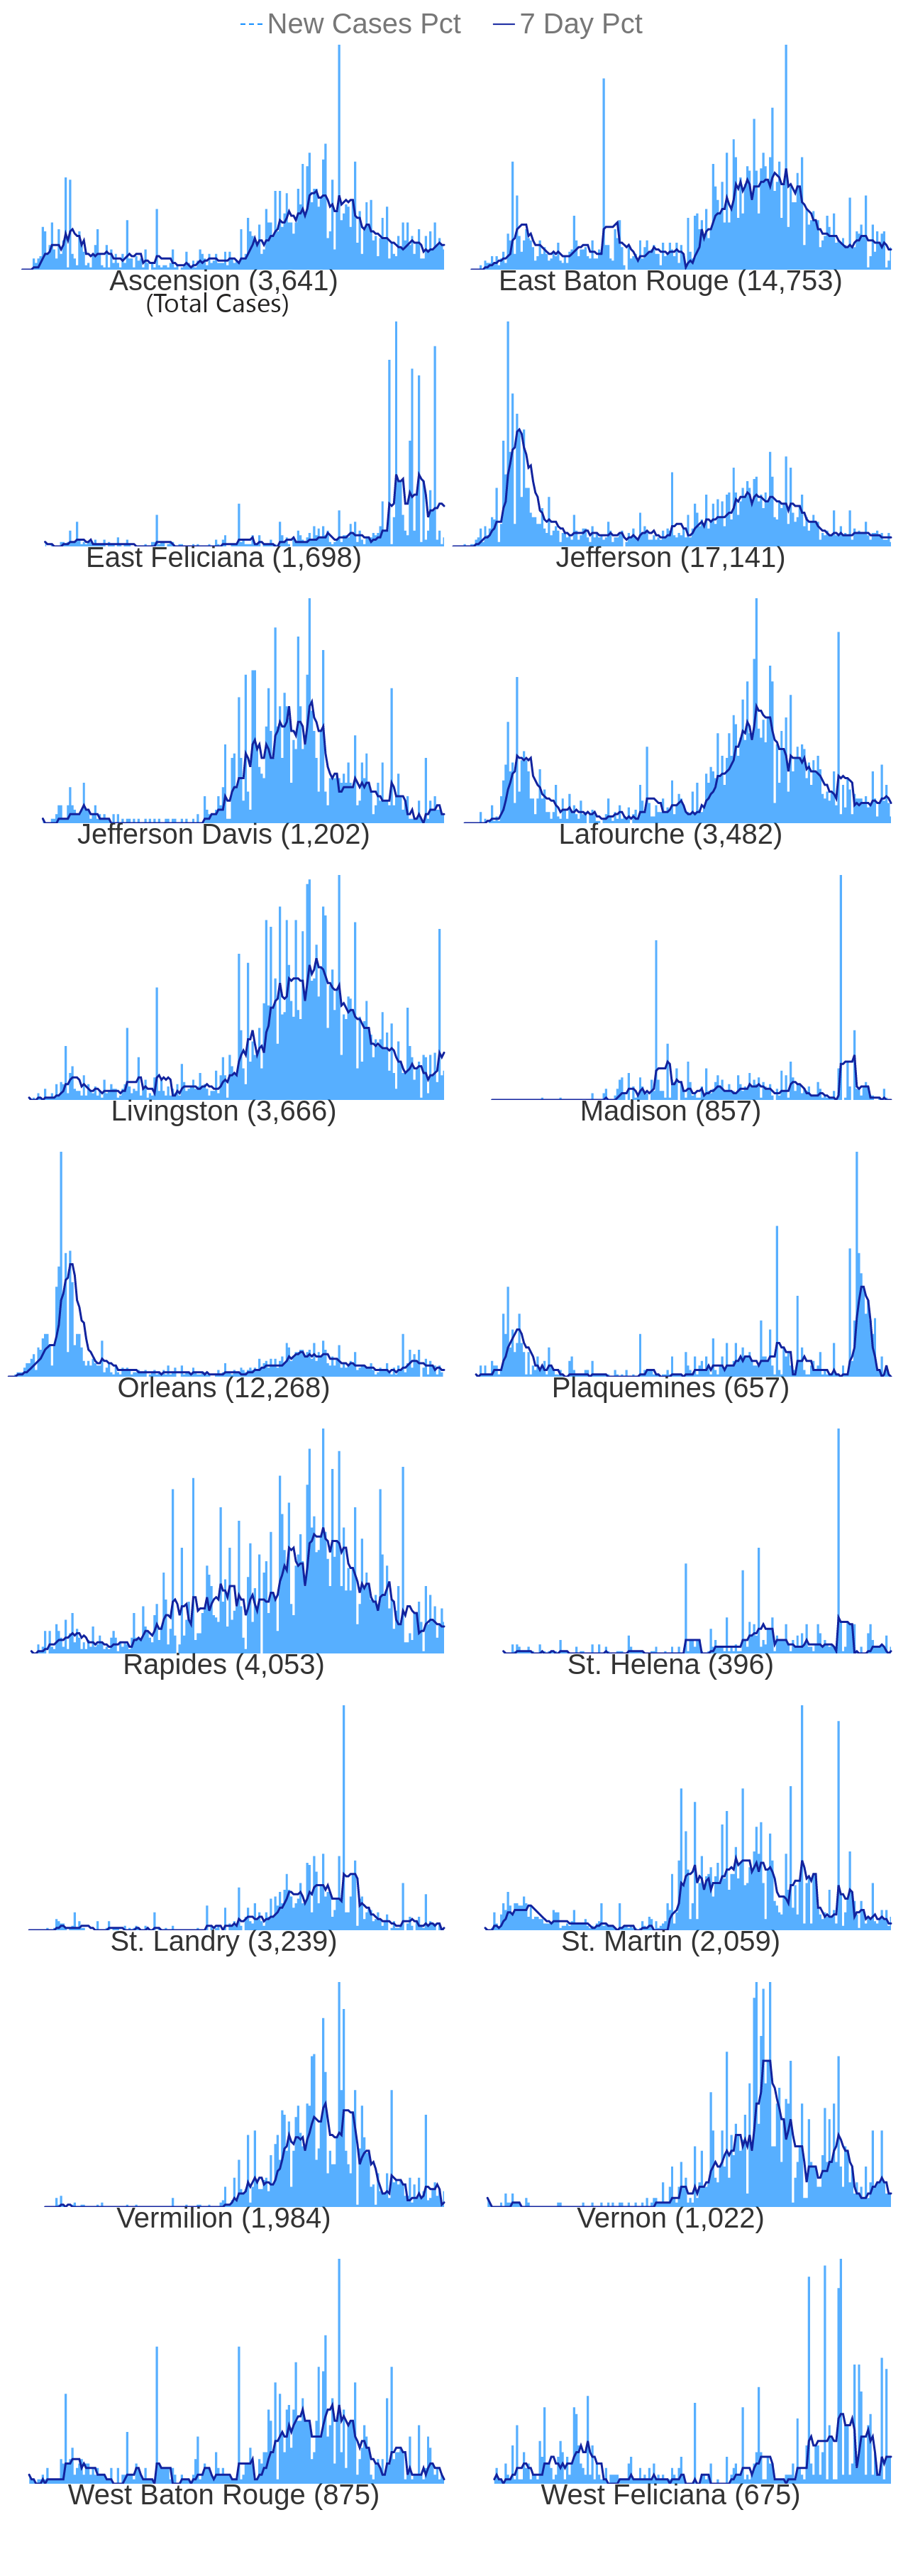 New Cases Pct 7 Day Pct
Ascension (3,641) East Baton Rouge (14,753)
(Total Cases)
East Feliciana (1,698) Jefferson (17,141)
Jefferson Davis (1,202) Lafourche (3,482)
Livingston (3,666) Madison (857)
Orleans (12,268) Plaquemines (657)
Rapides (4,053) St. Helena (396)
St. Landry (3,239) St. Martin (2,059)
Vermilion (1,984) Vernon (1,022)
West Baton Rouge (875) West Feliciana (675)